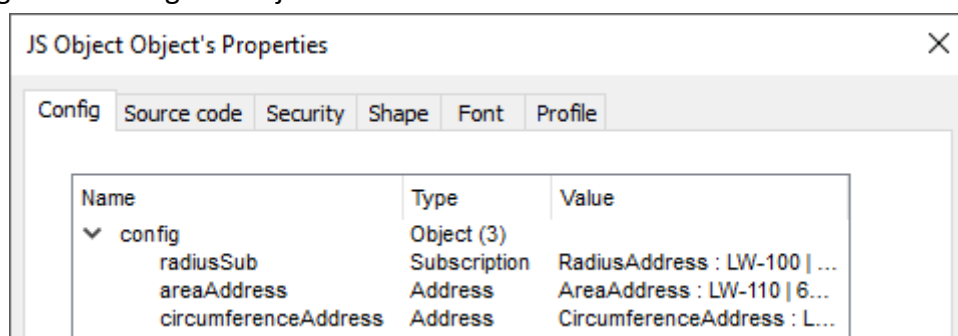 JS Object Object's Properties
Config Source code Security Shape Font Profile
Name Type Value
config Object (3)
radiusSub Subscription RadiusAddress : LW-100 | ...
areaAddress Address AreaAddress : LW-110 | 6...
circumferenceAddress Address CircumferenceAddress : L...